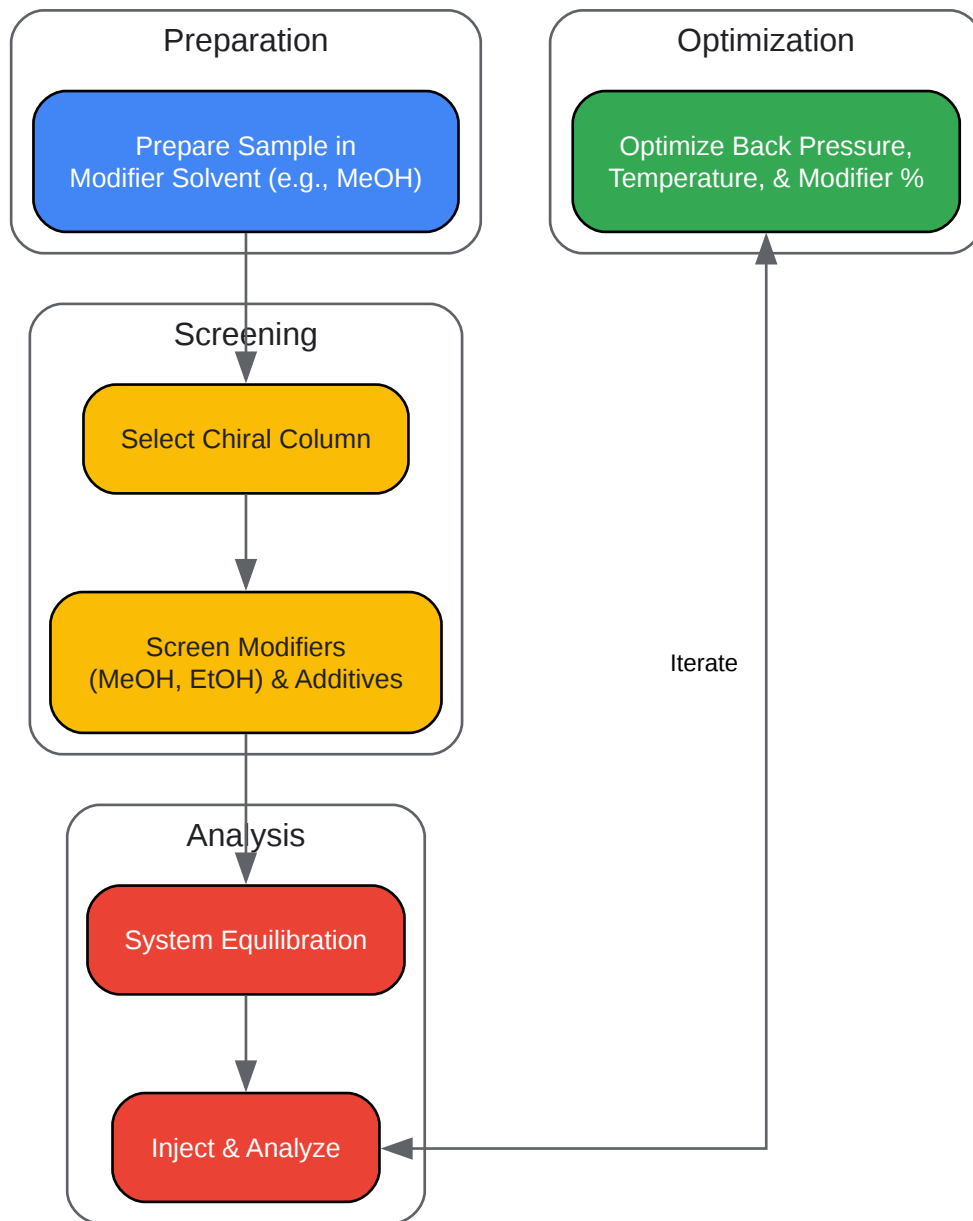 Preparation
Prepare Sample in
Modifier Solvent (e.g., MeOH)
Optimization
Optimize Back Pressure,
Temperature, & Modifier %
Screening
Select Chiral Column
Screen Modifiers
(MeOH, EtOH) & Additives
Iterate
Analysis
System Equilibration
Inject & Analyze